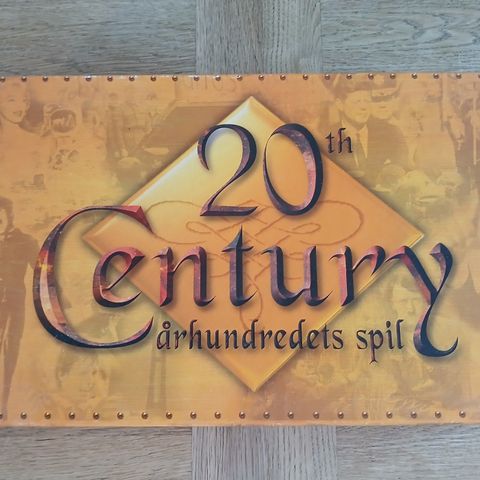 20th
Century
århundredets spil